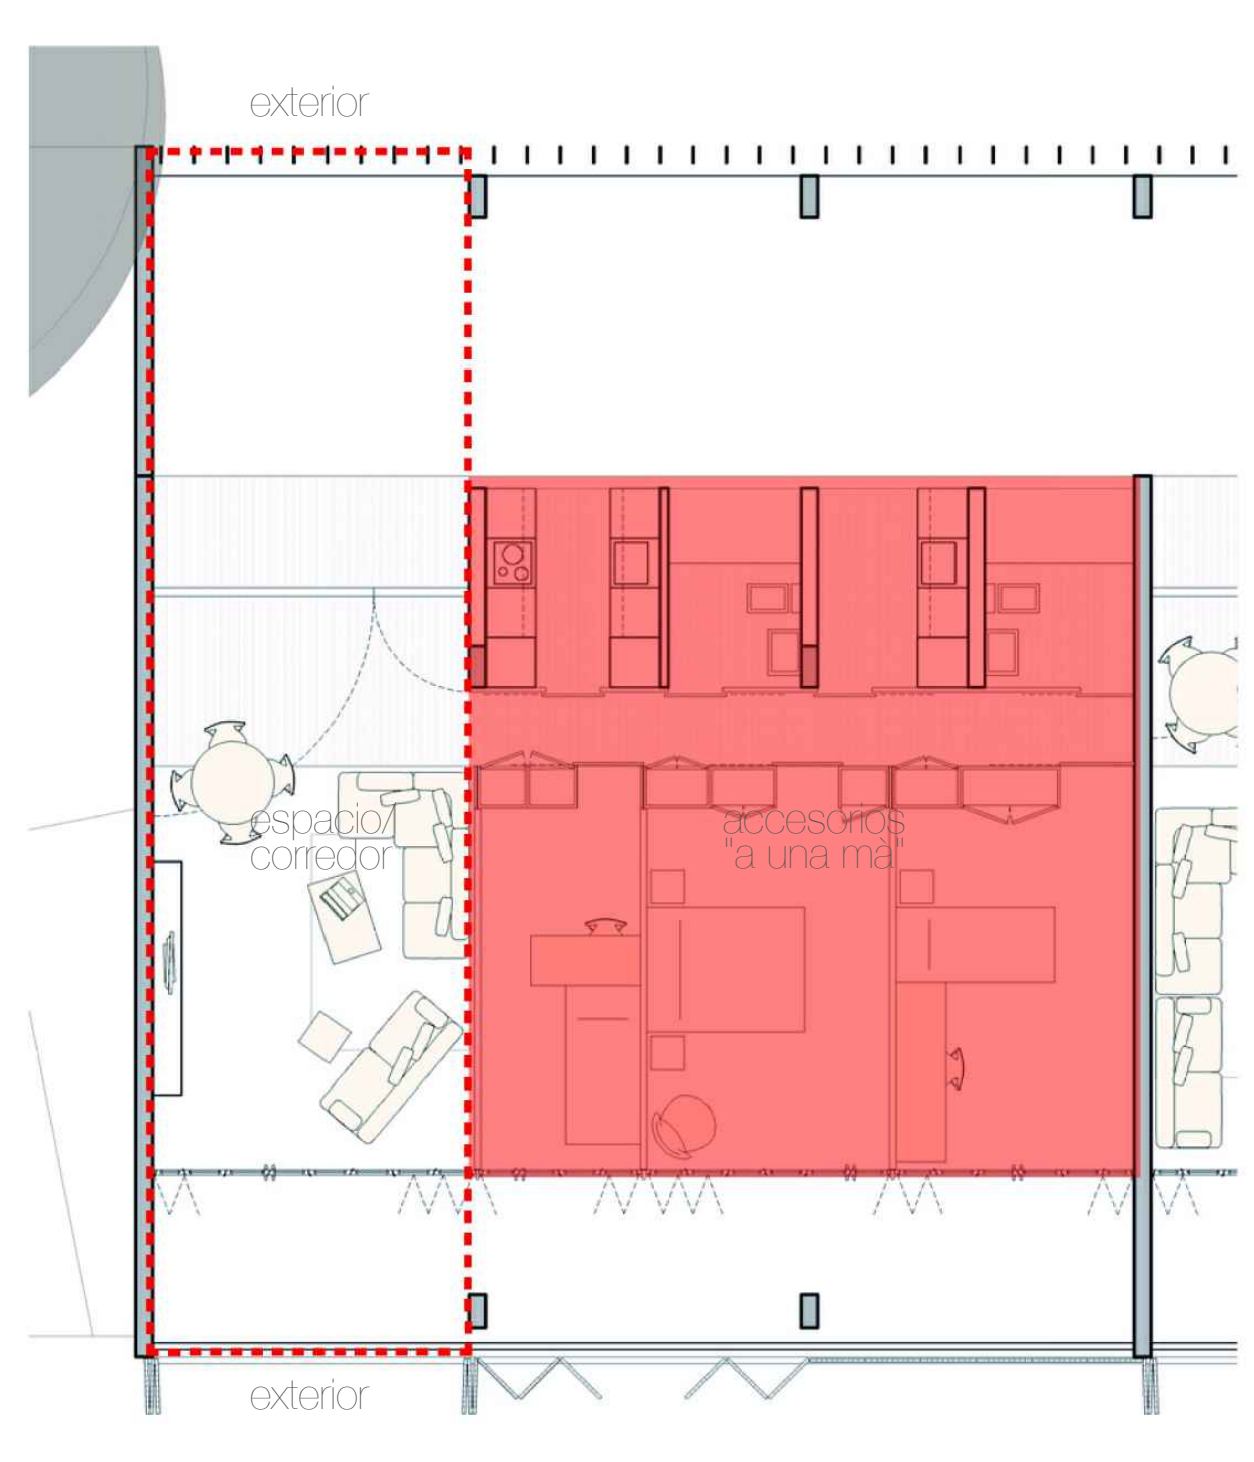 exterior
espacio/
corredor
accesorios
"a una mà"
exterior